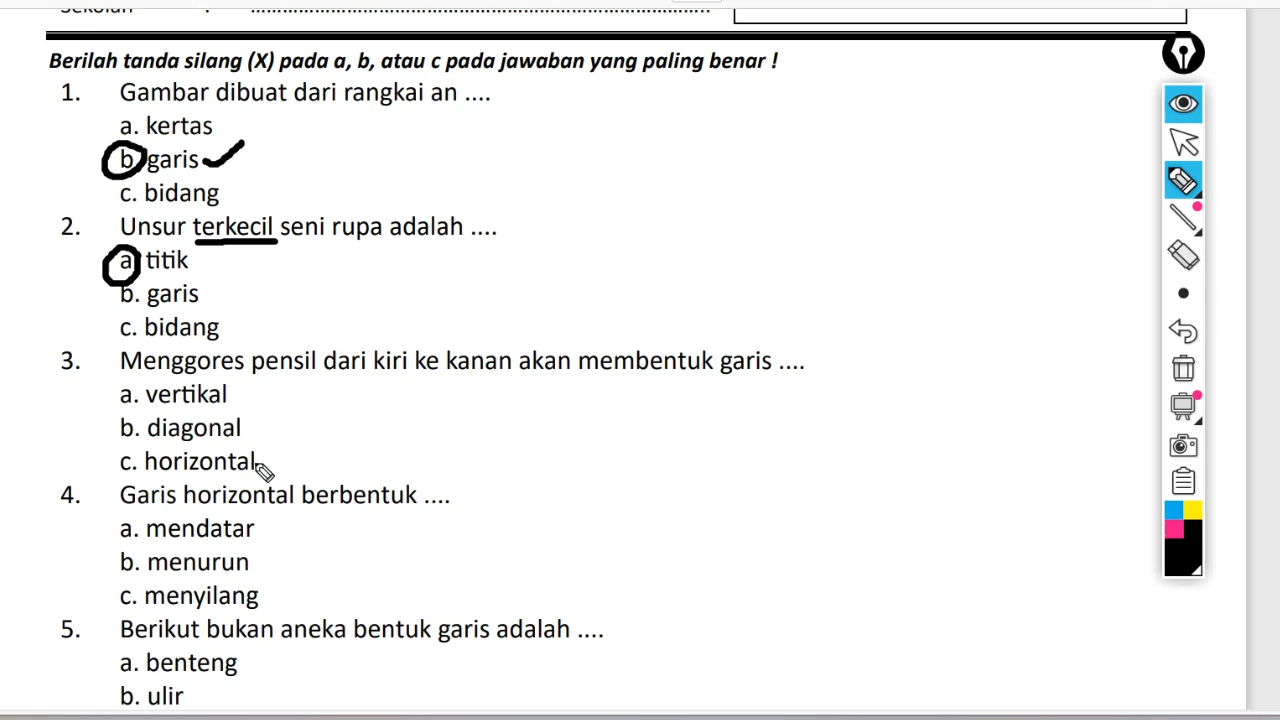 Berilah tanda silang (X) pada a, b, atau c pada jawaban yang paling benar !
1. Gambar dibuat dari rangkai an ....
a. kertas
b. garis
c. bidang
2. Unsur terkecil seni rupa adalah ....
a. titik
b. garis
c. bidang
3. Menggores pensil dari kiri ke kanan akan membentuk garis ....
a. vertikal
b. diagonal
c. horizontal
4. Garis horizontal berbentuk ....
a. mendatar
b. menurun
c. menyilang
5. Berikut bukan aneka bentuk garis adalah ....
a. benteng
b. ulir